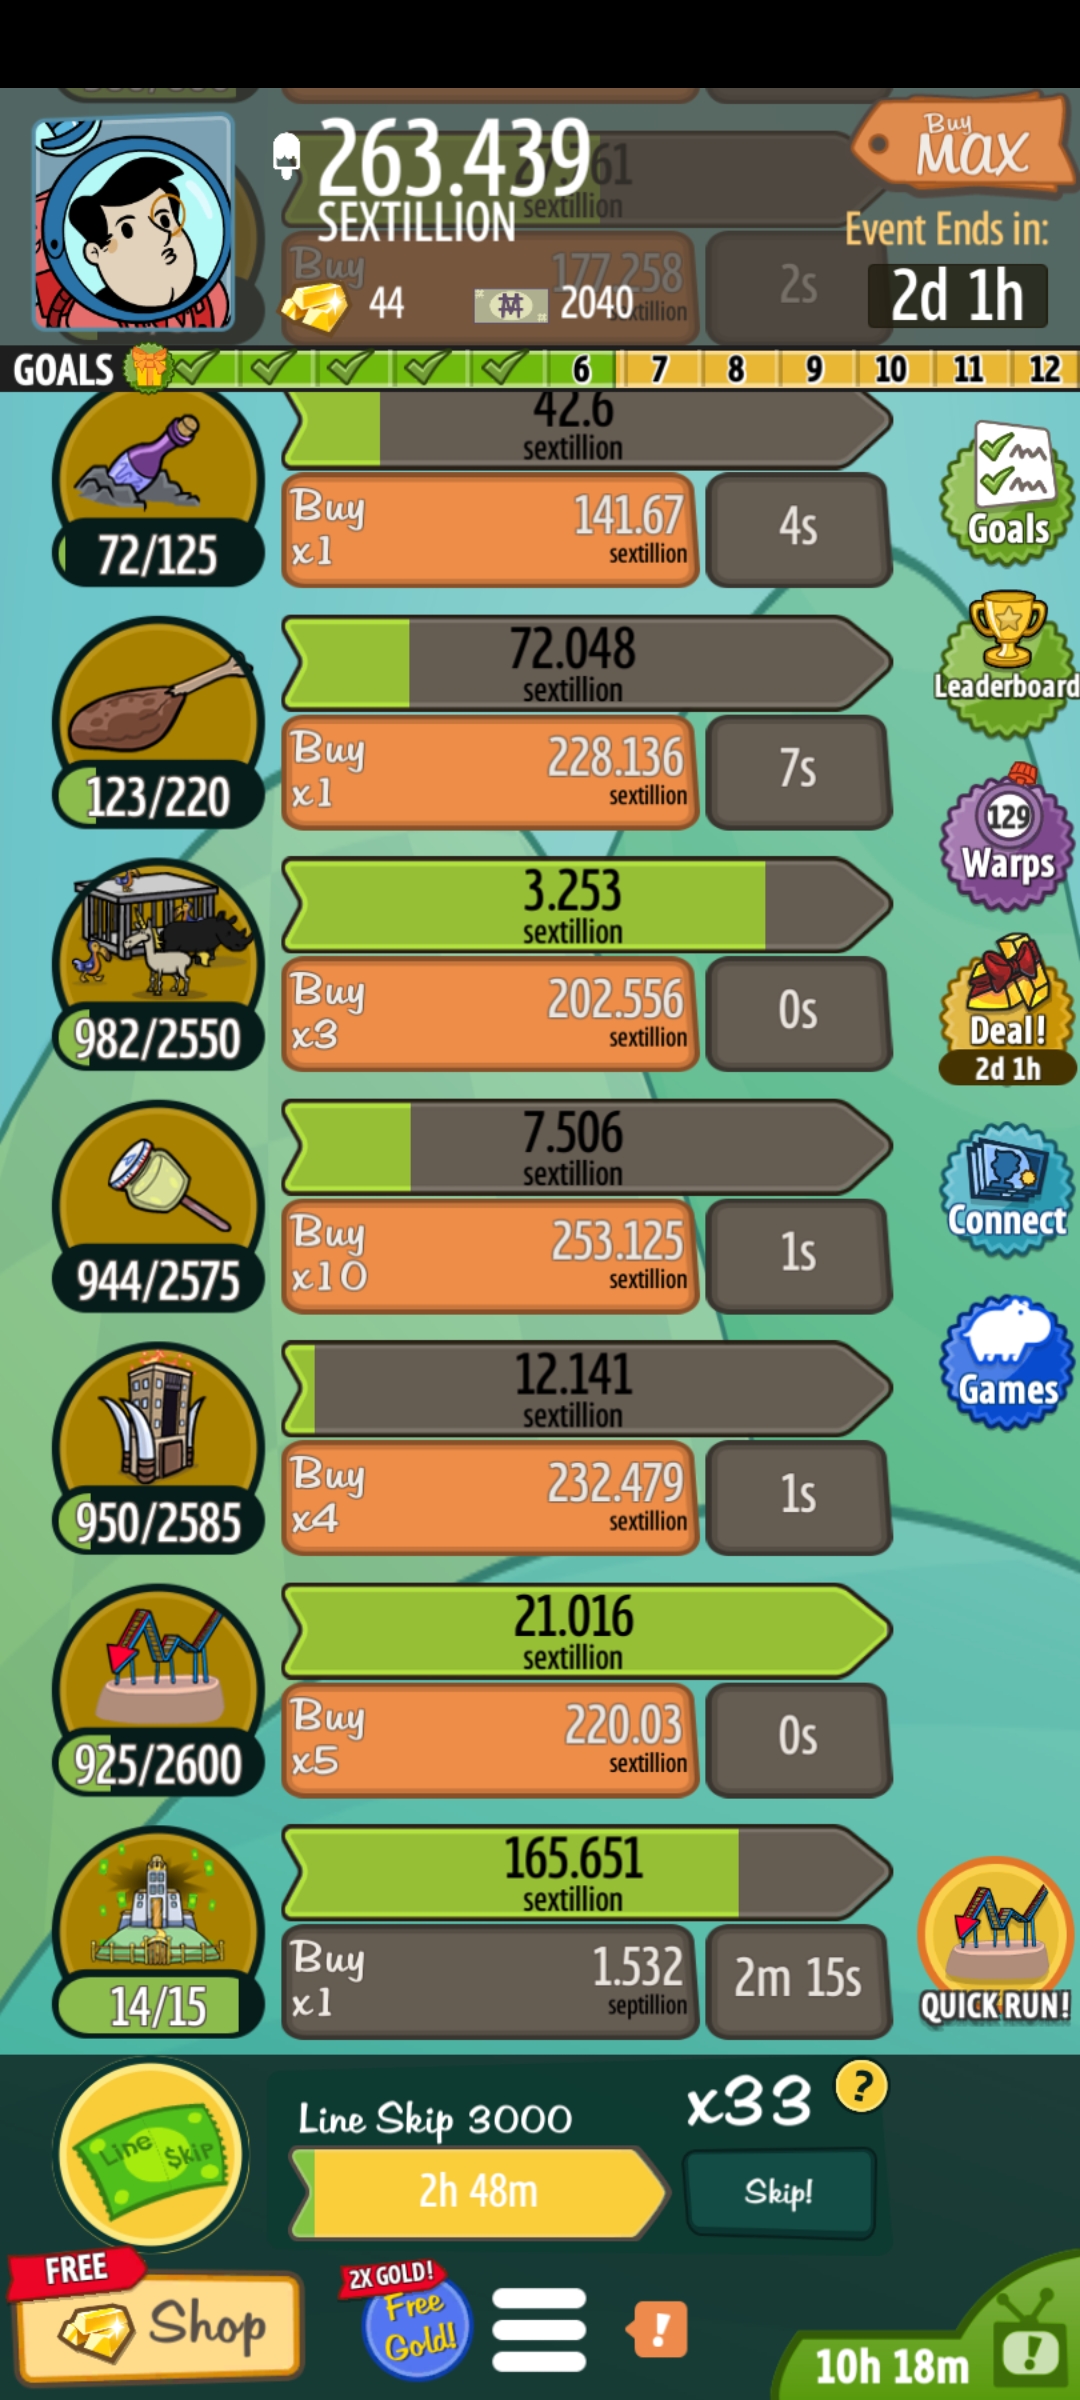 263.439
SEXTILLION
sextillion
Buy
MAX
Event Ends in:
2d 1h
Buy
177.258
2s
44
2040
GOALS
6
7
8
9
10
11
12
42.6
sextillion
72/125
Buy
x1
141.67
sextillion
4s
Goals
72.048
sextillion
123/220
Buy
x1
228.136
sextillion
7s
Leaderboard
3.253
sextillion
982/2550
Buy
x3
202.556
sextillion
0s
129
Warps
Deal!
2d 1h
7.506
sextillion
944/2575
Buy
x10
253.125
sextillion
1s
Connect
12.141
sextillion
950/2585
Buy
x4
232.479
sextillion
1s
Games
21.016
sextillion
925/2600
Buy
x5
220.03
sextillion
0s
165.651
sextillion
14/15
Buy
x1
1.532
septillion
2m 15s
QUICK RUN!
Line $kip
Line Skip 3000
2h 48m
x33
?
Skip!
FREE
Shop
2X GOLD!
Free
Gold!
!
10h 18m
!